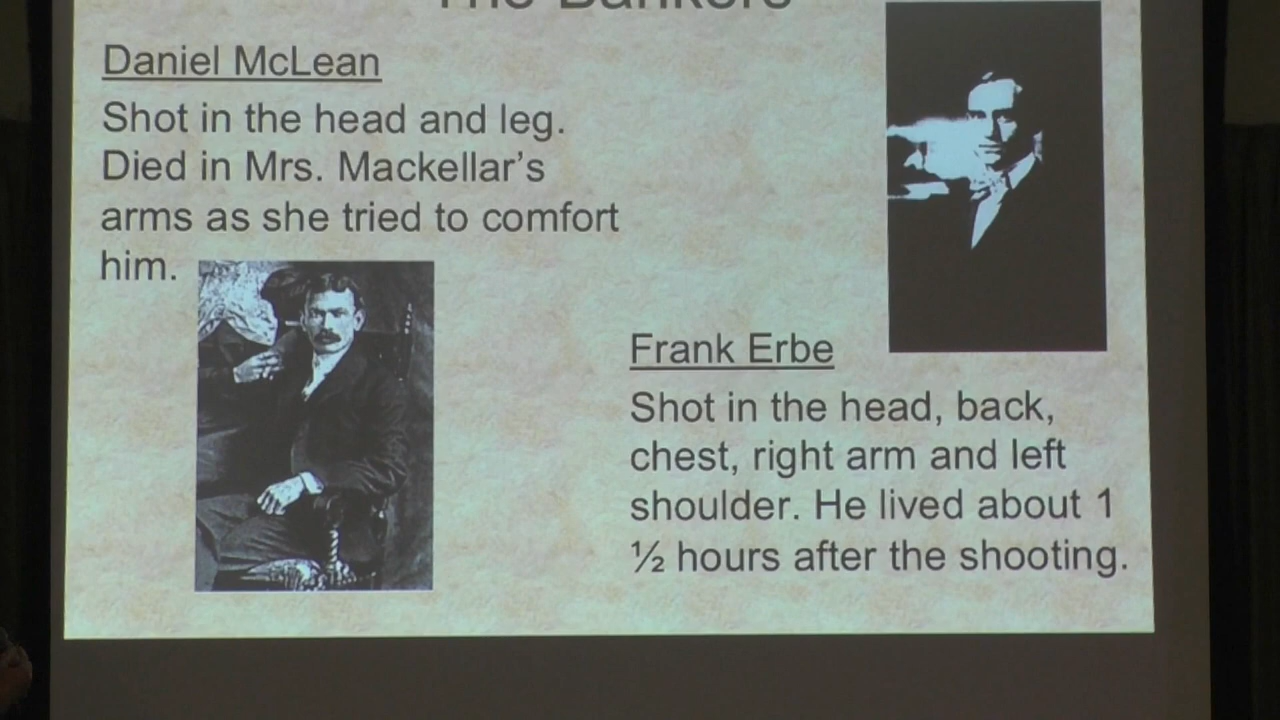 The Bankers
Daniel McLean
Shot in the head and leg.
Died in Mrs. Mackellar's
arms as she tried to comfort
him.
Frank Erbe
Shot in the head, back,
chest, right arm and left
shoulder. He lived about 1
½ hours after the shooting.